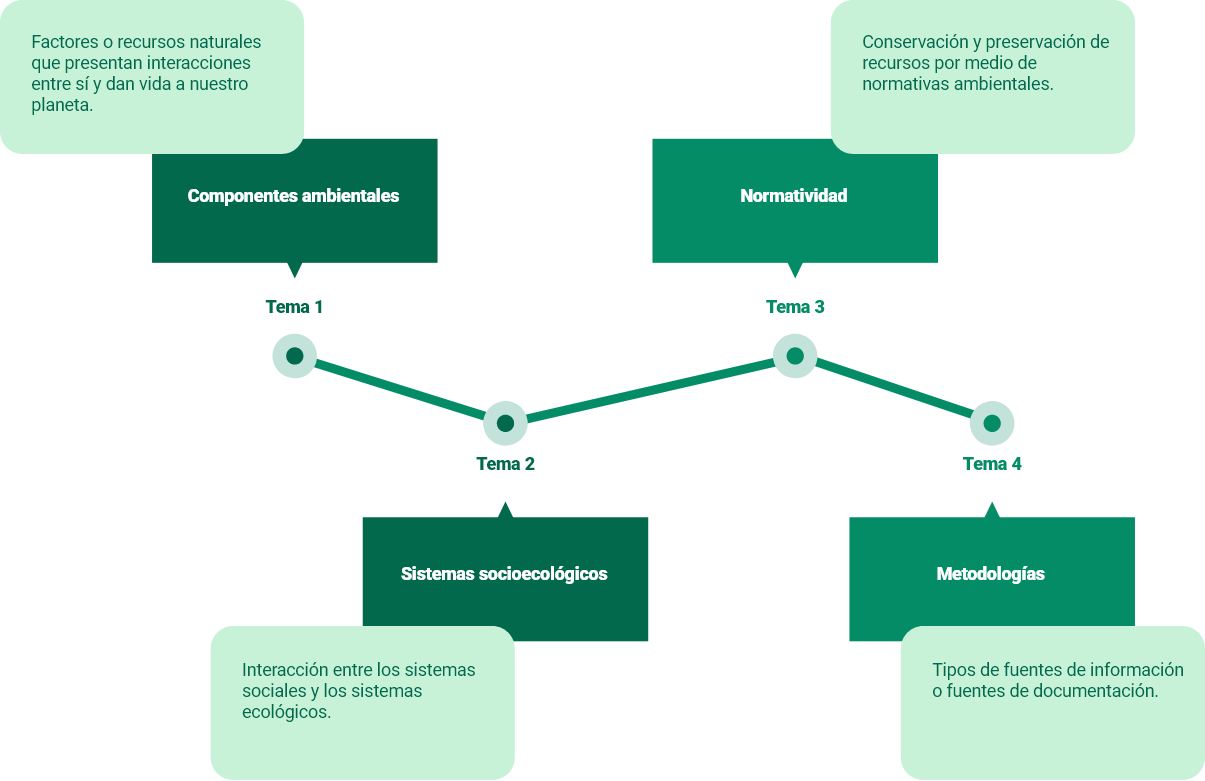 Factores o recursos naturales
que presentan interacciones
entre sí y dan vida a nuestro
planeta.
Componentes ambientales
Tema 1
Tema 2
Sistemas socioecológicos
Interacción entre los sistemas
sociales y los sistemas
ecológicos.
Conservación y preservación de
recursos por medio de
normativas ambientales.
Normatividad
Tema 3
Tema 4
Metodologías
Tipos de fuentes de información
o fuentes de documentación.